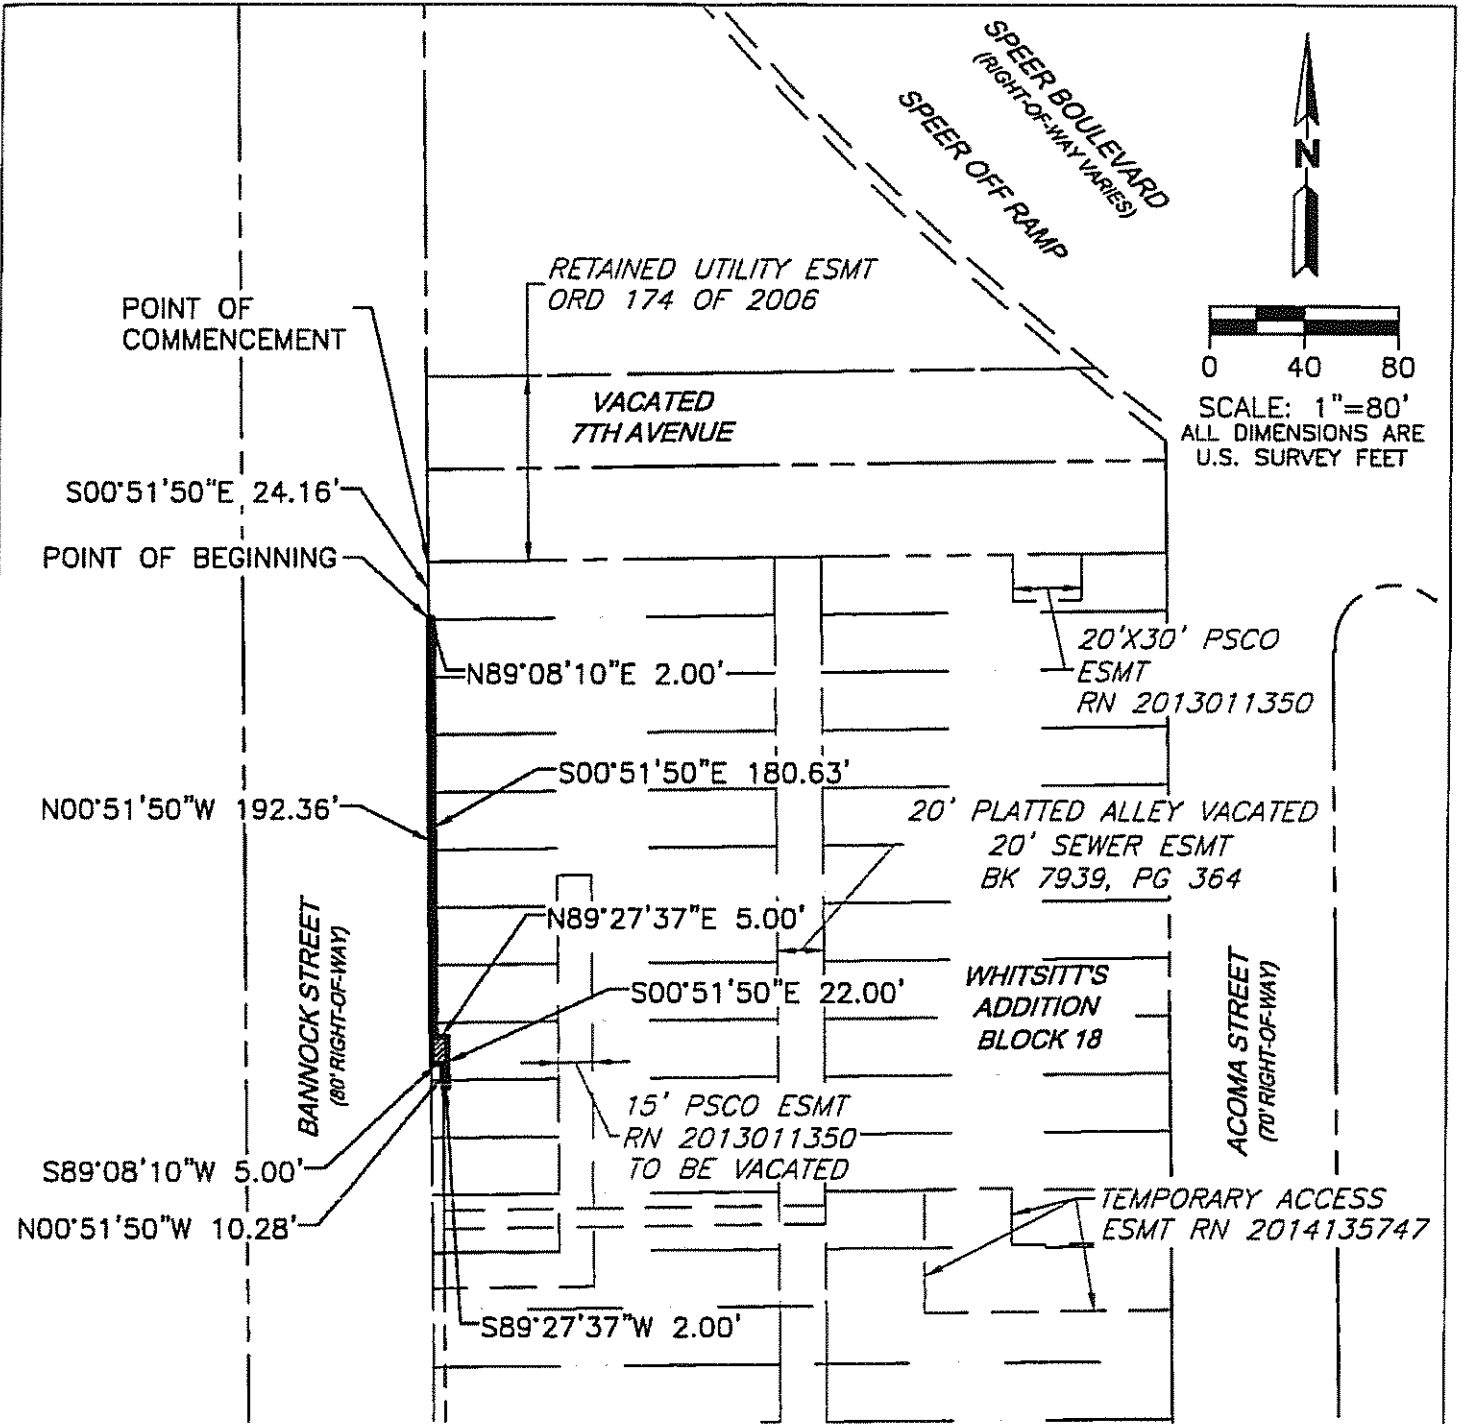 SPEER BOULEVARD
(RIGHT-OF-WAY VARIES)
SPEER OFF RAMP
N
0 40 80
SCALE: 1"=80'
ALL DIMENSIONS ARE
U.S. SURVEY FEET
RETAINED UTILITY ESMT
ORD 174 OF 2006
POINT OF
COMMENCEMENT
VACATED
7TH AVENUE
S00°51'50"E 24.16'
POINT OF BEGINNING
N89°08'10"E 2.00'
20'X30' PSCO
ESMT
RN 2013011350
S00°51'50"E 180.63'
N00°51'50"W 192.36'
20' PLATTED ALLEY VACATED
20' SEWER ESMT
BK 7939, PG 364
N89°27'37"E 5.00'
BANNOCK STREET
(80' RIGHT-OF-WAY)
S00°51'50"E 22.00'
WHITSITT'S
ADDITION
BLOCK 18
ACOMA STREET
(70' RIGHT-OF-WAY)
15' PSCO ESMT
RN 2013011350
TO BE VACATED
S89°08'10"W 5.00'
N00°51'50"W 10.28'
TEMPORARY ACCESS
ESMT RN 2014135747
S89°27'37"W 2.00'